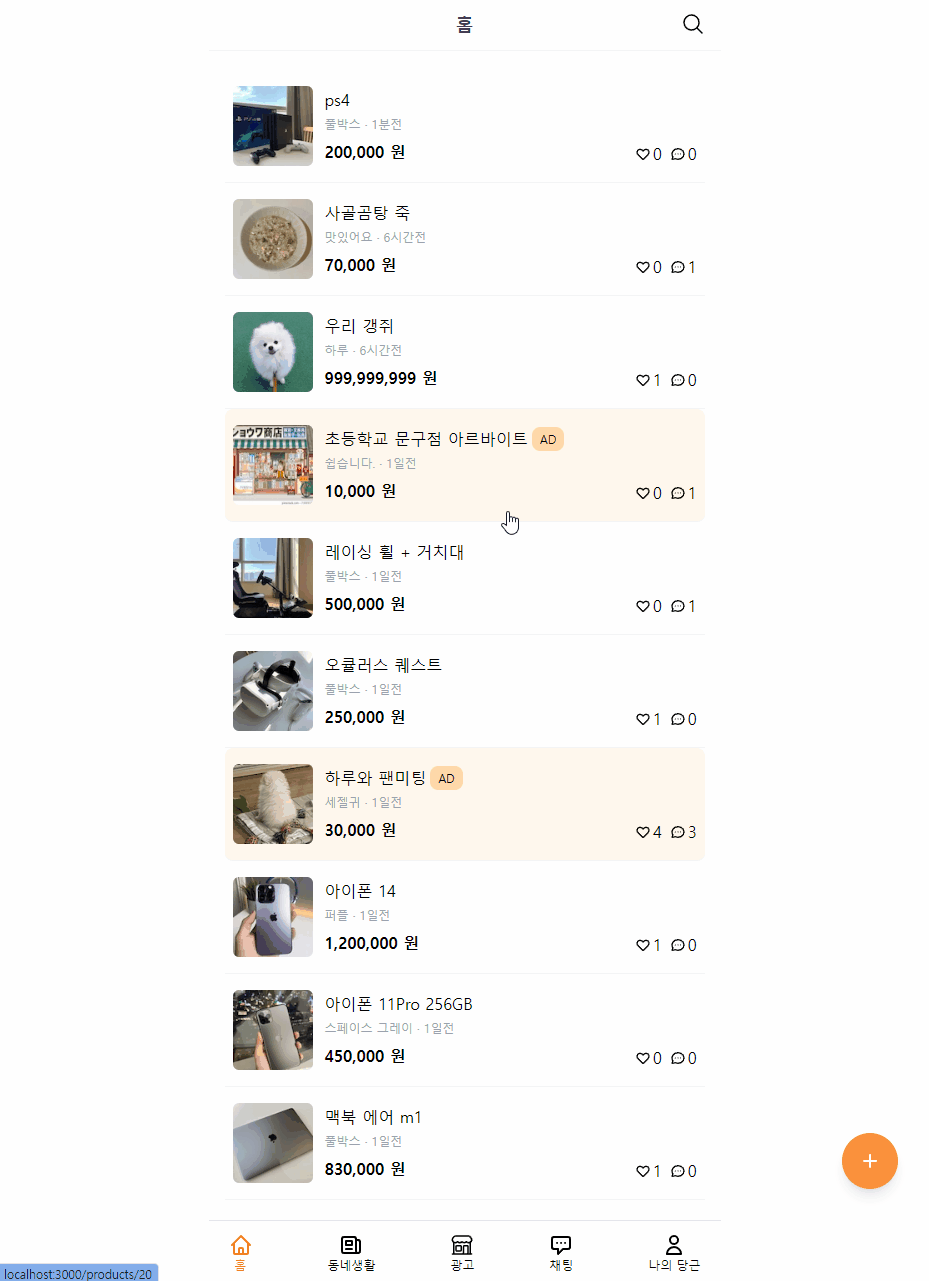 홈
ps4
풀박스 · 1분전
200,000 원
0 0
사골곰탕 죽
맛있어요 · 6시간전
70,000 원
0 1
우리 갱쥐
하루 · 6시간전
999,999,999 원
1 0
ショウワ商店
초등학교 문구점 아르바이트 AD
쉽습니다. · 1일전
10,000 원
0 1
레이싱 휠 + 거치대
풀박스 · 1일전
500,000 원
0 1
오큘러스 퀘스트
풀박스 · 1일전
250,000 원
1 0
하루와 팬미팅 AD
세젤귀 · 1일전
30,000 원
4 3
아이폰 14
퍼플 · 1일전
1,200,000 원
1 0
아이폰 11Pro 256GB
스페이스 그레이 · 1일전
450,000 원
0 0
맥북 에어 m1
풀박스 · 1일전
830,000 원
1 0
+
홈 동네생활 광고 채팅 나의 당근
localhost:3000/products/20